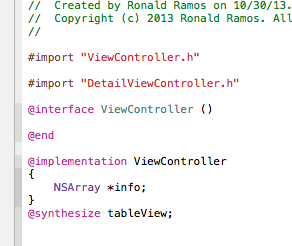 //  Created by Ronald Ramos on 10/30/13.
//  Copyright (c) 2013 Ronald Ramos. All
//
#import "ViewController.h"
#import "DetailViewController.h"
@interface ViewController ()
@end
@implementation ViewController
{
    NSArray *info;
}
@synthesize tableView;